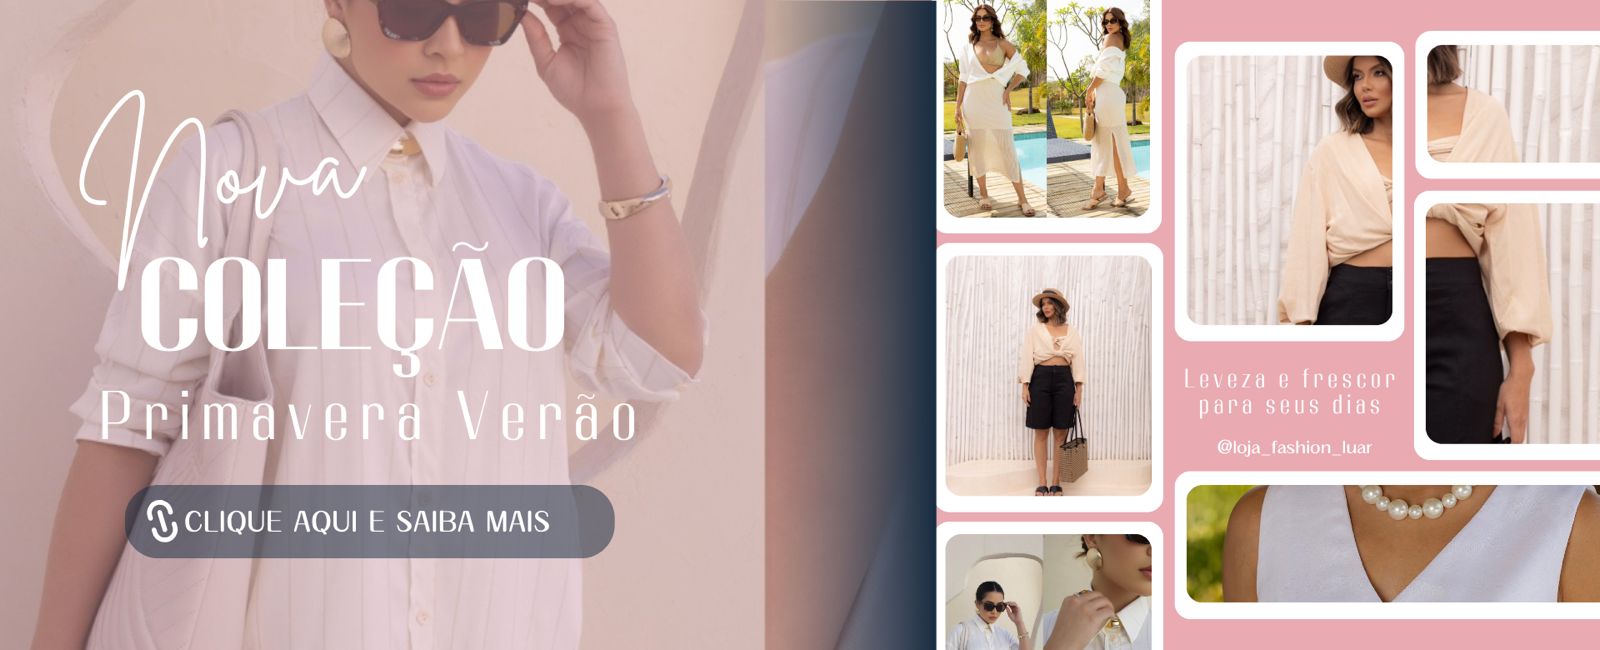 Nova
COLEÇÃO
Primavera Verão
CLIQUE AQUI E SAIBA MAIS
Leveza e frescor
para seus dias
@loja_fashion_luar